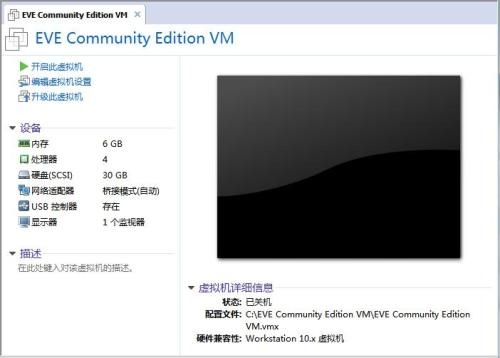 EVE Community Edition VM ×
EVE Community Edition VM
开启此虚拟机
编辑虚拟机设置
升级此虚拟机
设备
内存 6 GB
处理器 4
硬盘(SCSI) 30 GB
网络适配器 桥接模式(自动)
USB 控制器 存在
显示器 1 个监视器
描述
在此处键入对该虚拟机的描述。
虚拟机详细信息
状态: 已关机
配置文件: C:\EVE Community Edition VM\EVE Community Edition
VM.vmx
硬件兼容性: Workstation 10.x 虚拟机